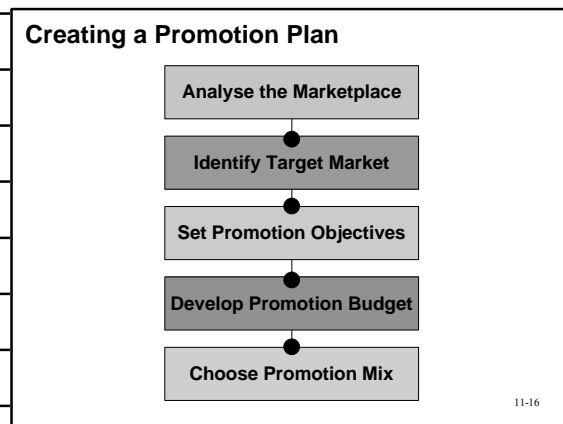 Creating a Promotion Plan
Analyse the Marketplace
Identify Target Market
Set Promotion Objectives
Develop Promotion Budget
Choose Promotion Mix
11-16